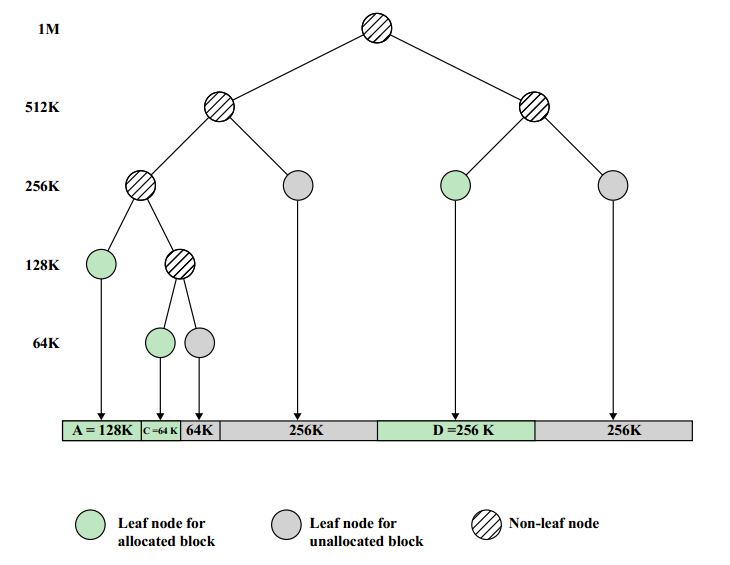 1M
512K
256K
128K
64K
A = 128K
C =64 K
64K
256K
D =256 K
256K
Leaf node for
allocated block
Leaf node for
unallocated block
Non-leaf node